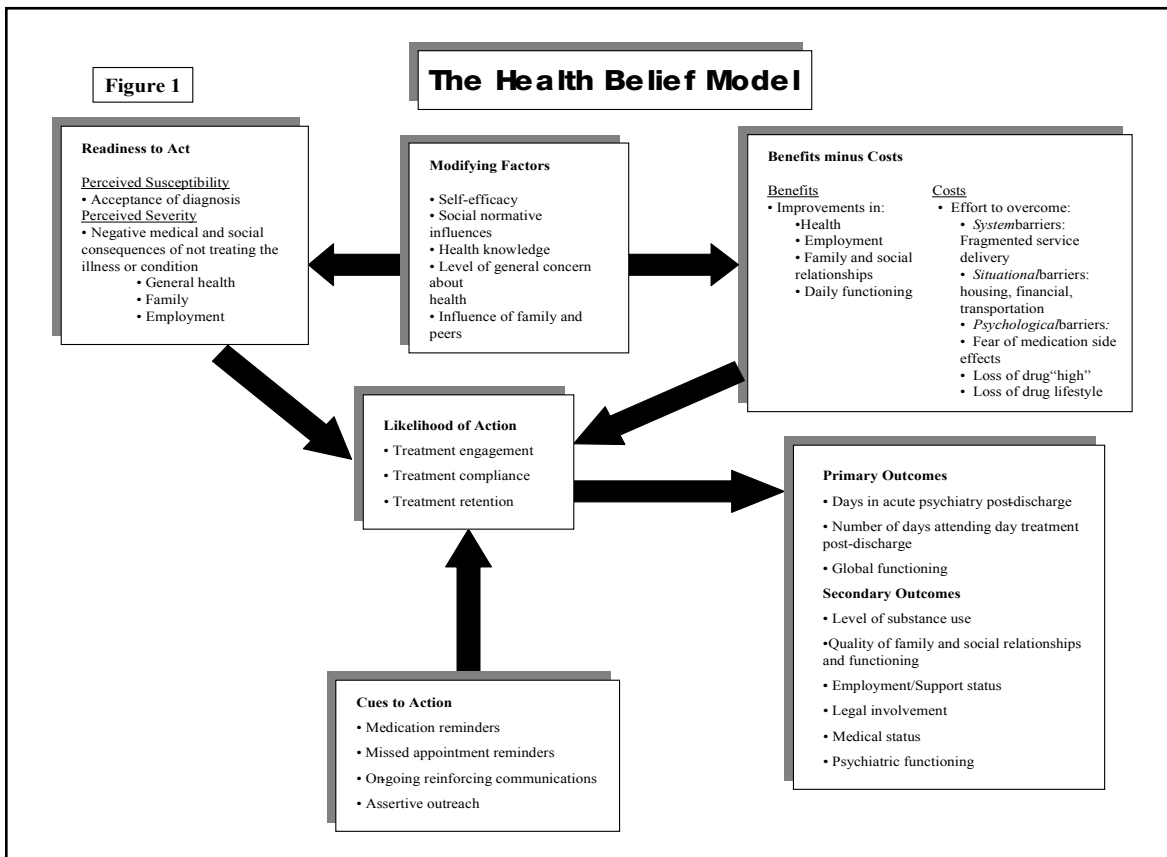 The Health Belief Model
Figure 1
Readiness to Act
Perceived Susceptibility
• Acceptance of diagnosis
Perceived Severity
• Negative medical and social
consequences of not treating the
illness or condition
• General health
• Family
• Employment
Modifying Factors
• Self-efficacy
• Social normative
influences
• Health knowledge
• Level of general concern
about
health
• Influence of family and
peers
Benefits minus Costs
Benefits
• Improvements in:
•Health
• Employment
• Family and social
relationships
• Daily functioning
Costs
• Effort to overcome:
• Systembarriers:
Fragmented service
delivery
• Situationalbarriers:
housing, financial,
transportation
• Psychologicalbarriers:
• Fear of medication side
effects
• Loss of drug“high”
• Loss of drug lifestyle
Likelihood of Action
• Treatment engagement
• Treatment compliance
• Treatment retention
Primary Outcomes
• Days in acute psychiatry post-discharge
• Number of days attending day treatment
post-discharge
• Global functioning
Secondary Outcomes
• Level of substance use
•Quality of family and social relationships
and functioning
• Employment/Support status
• Legal involvement
• Medical status
• Psychiatric functioning
Cues to Action
• Medication reminders
• Missed appointment reminders
• On-going reinforcing communications
• Assertive outreach